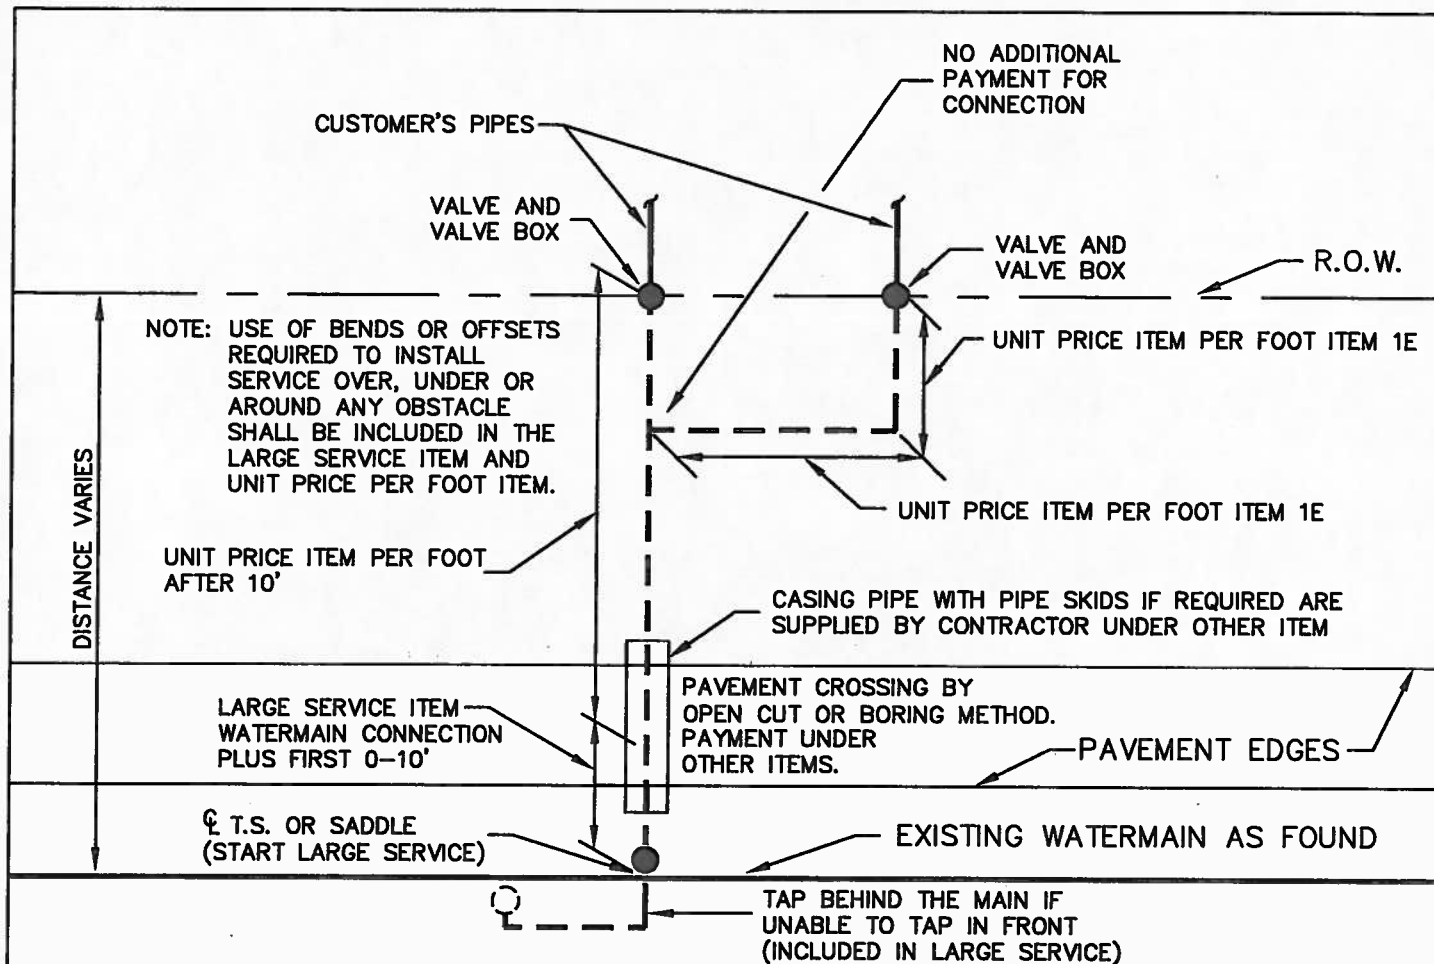 NO ADDITIONAL
PAYMENT FOR
CONNECTION
CUSTOMER'S PIPES
VALVE AND
VALVE BOX
VALVE AND
VALVE BOX
R.O.W.
NOTE: USE OF BENDS OR OFFSETS
REQUIRED TO INSTALL
SERVICE OVER, UNDER OR
AROUND ANY OBSTACLE
SHALL BE INCLUDED IN THE
LARGE SERVICE ITEM AND
UNIT PRICE PER FOOT ITEM.
UNIT PRICE ITEM PER FOOT ITEM 1E
UNIT PRICE ITEM PER FOOT ITEM 1E
DISTANCE VARIES
UNIT PRICE ITEM PER FOOT
AFTER 10'
CASING PIPE WITH PIPE SKIDS IF REQUIRED ARE
SUPPLIED BY CONTRACTOR UNDER OTHER ITEM
LARGE SERVICE ITEM
WATERMAIN CONNECTION
PLUS FIRST 0-10'
PAVEMENT CROSSING BY
OPEN CUT OR BORING METHOD.
PAYMENT UNDER
OTHER ITEMS.
PAVEMENT EDGES
℄ T.S. OR SADDLE
(START LARGE SERVICE)
EXISTING WATERMAIN AS FOUND
TAP BEHIND THE MAIN IF
UNABLE TO TAP IN FRONT
(INCLUDED IN LARGE SERVICE)